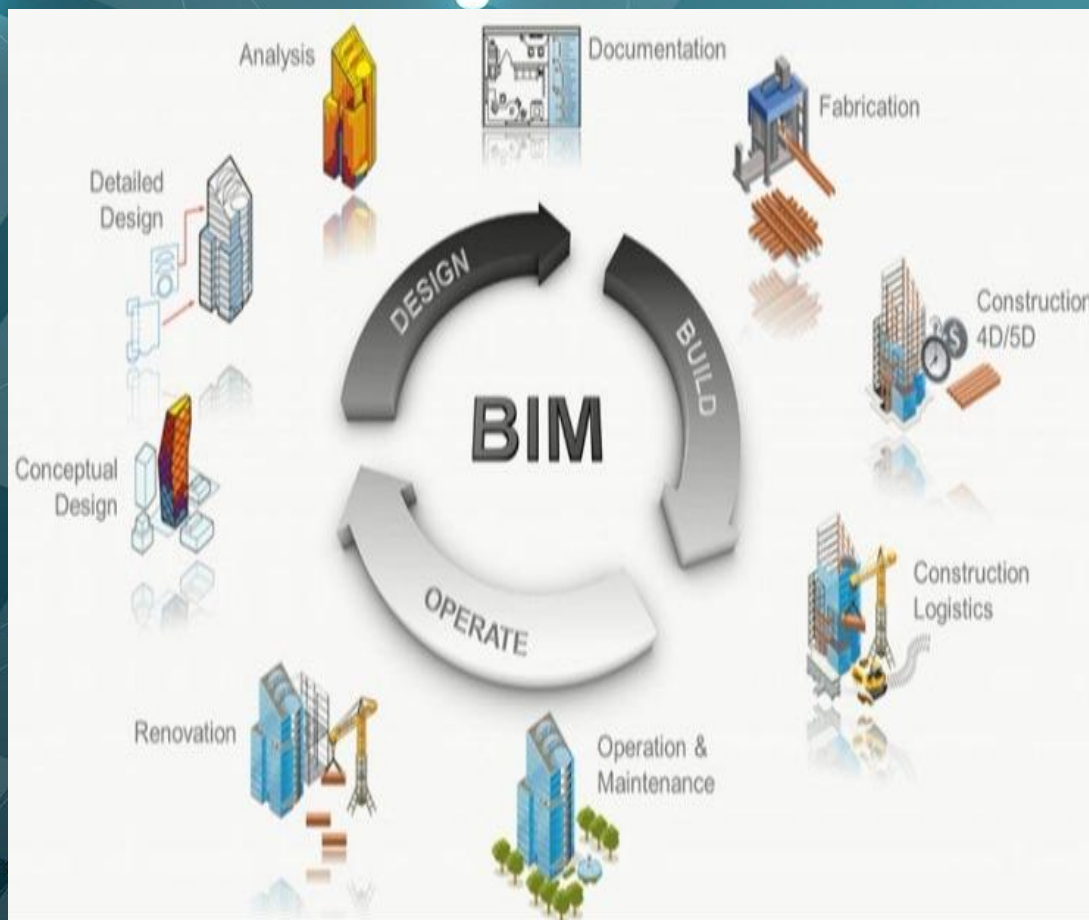 Analysis
Documentation
Fabrication
Detailed
Design
DESIGN
BUILD
Construction
4D/5D
BIM
Conceptual
Design
Construction
Logistics
OPERATE
Renovation
Operation &
Maintenance